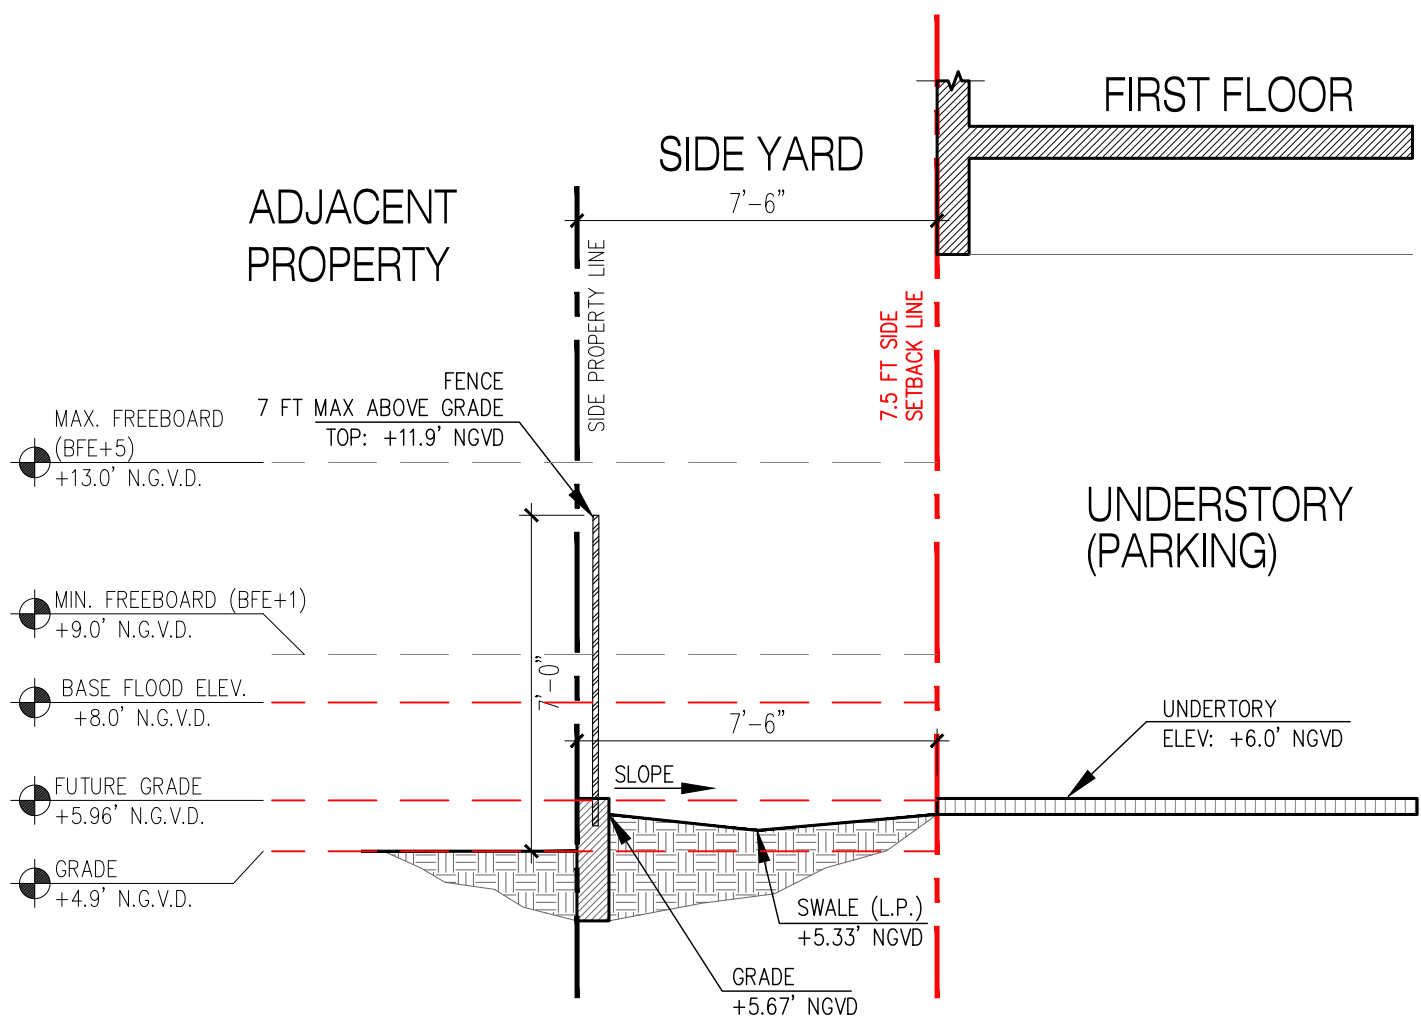 FIRST FLOOR
SIDE YARD
7'-6"
ADJACENT
PROPERTY
SIDE PROPERTY LINE
7.5 FT SIDE
SETBACK LINE
FENCE
7 FT MAX ABOVE GRADE
TOP: +11.9' NGVD
MAX. FREEBOARD
(BFE+5)
+13.0' N.G.V.D.
UNDERSTORY
(PARKING)
MIN. FREEBOARD (BFE+1)
+9.0' N.G.V.D.
7'-0"
BASE FLOOD ELEV.
+8.0' N.G.V.D.
7'-6"
UNDERTORY
ELEV: +6.0' NGVD
SLOPE
FUTURE GRADE
+5.96' N.G.V.D.
GRADE
+4.9' N.G.V.D.
SWALE (L.P.)
+5.33' NGVD
GRADE
+5.67' NGVD